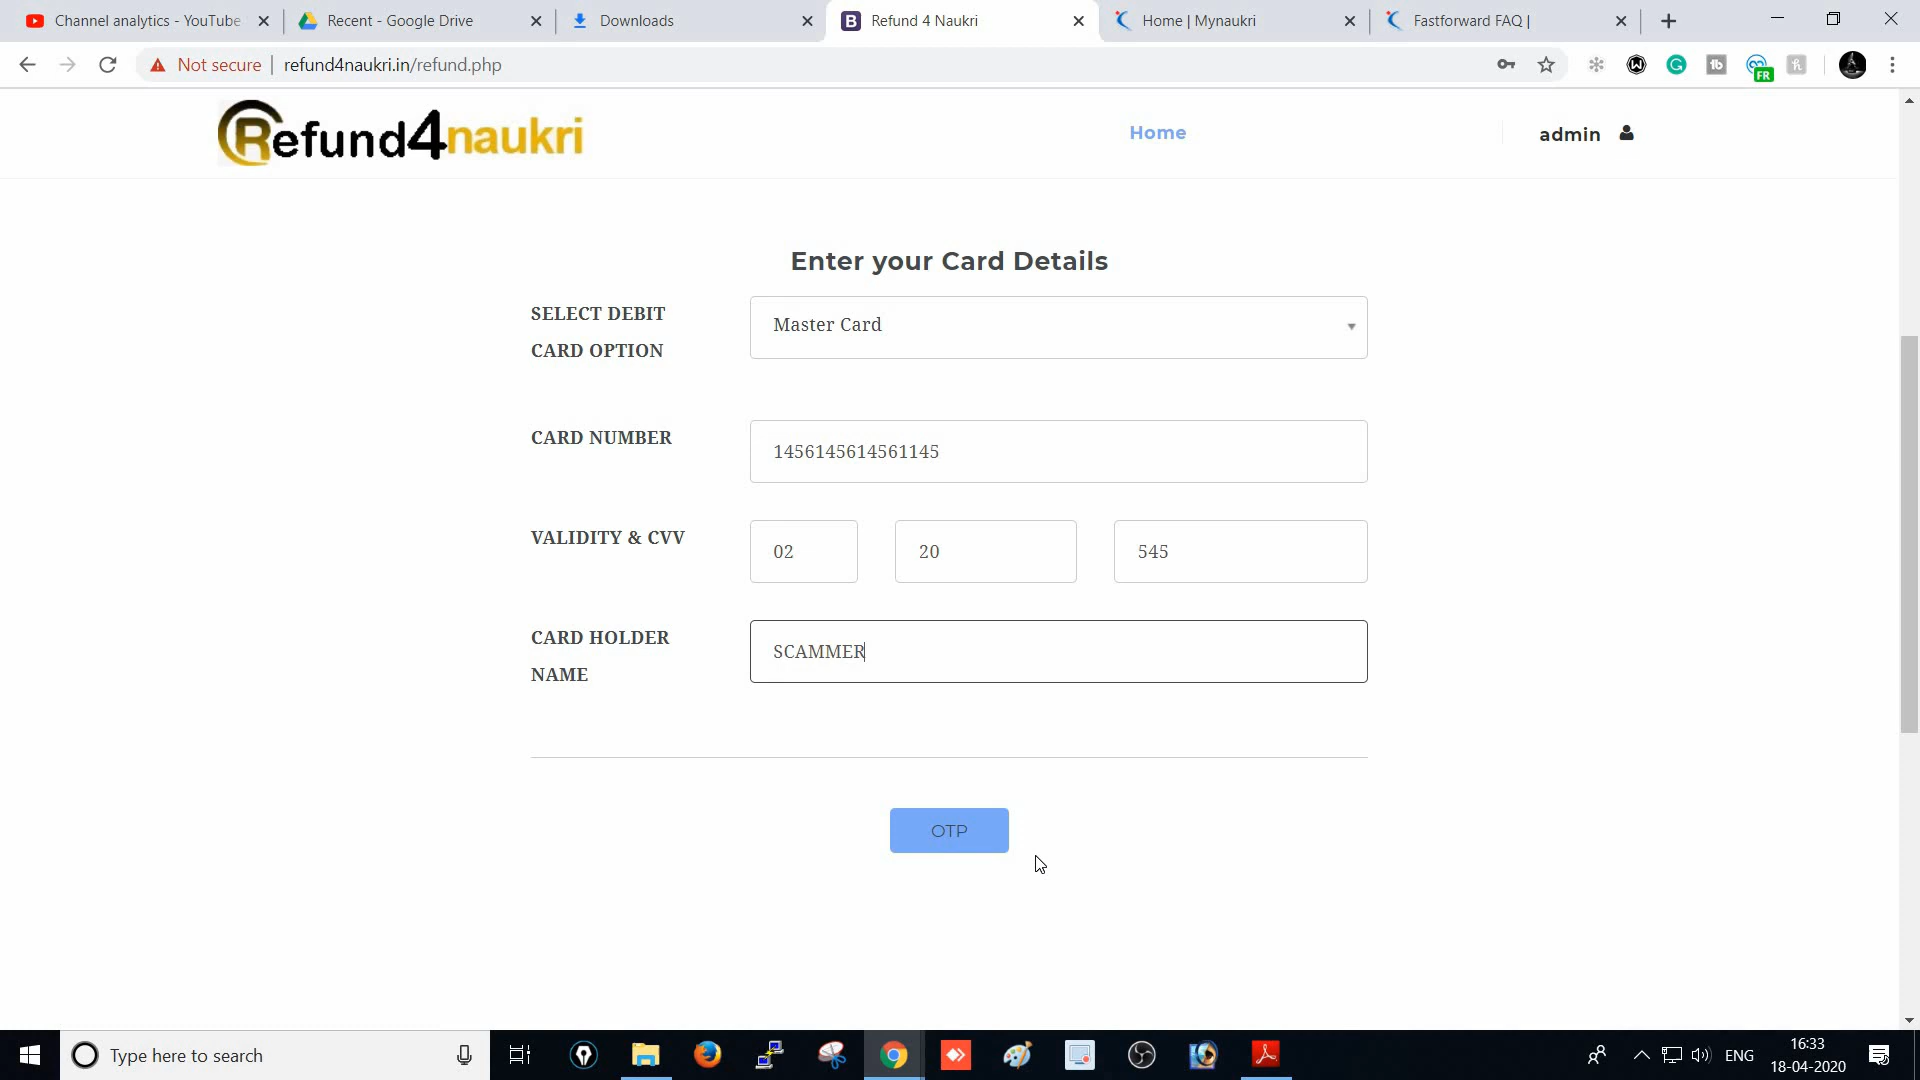 Channel analytics - YouTube
Recent - Google Drive
Downloads
Refund 4 Naukri
Home | Mynaukri
Fastforward FAQ |
Not secure
refund4naukri.in/refund.php
FR
Refund4naukri
Home
admin
Enter your Card Details
SELECT DEBIT
CARD OPTION
Master Card
CARD NUMBER
1456145614561145
VALIDITY & CVV
02
20
545
CARD HOLDER
NAME
SCAMMER
OTP
Type here to search
ENG
16:33
18-04-2020